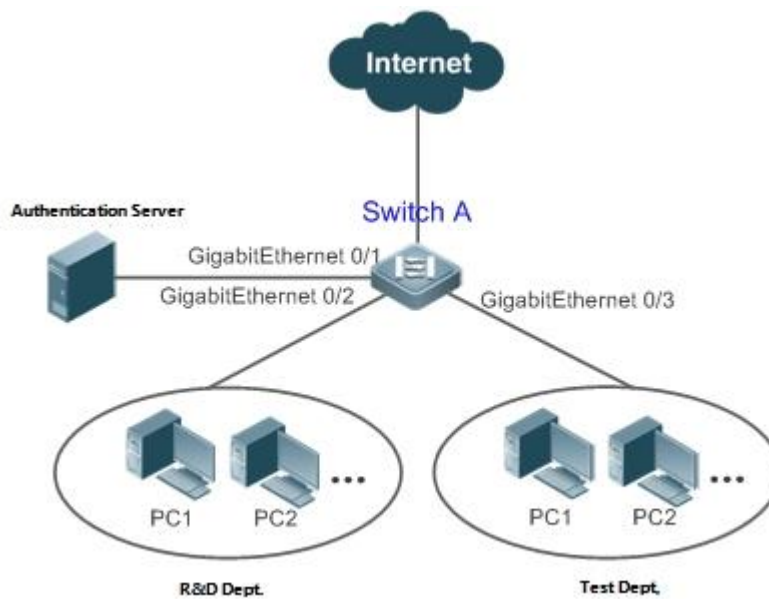 Internet
Authentication Server
Switch A
GigabitEthernet 0/1
GigabitEthernet 0/2
GigabitEthernet 0/3
PC1
PC2
...
PC1
PC2
...
R&D Dept.
Test Dept,